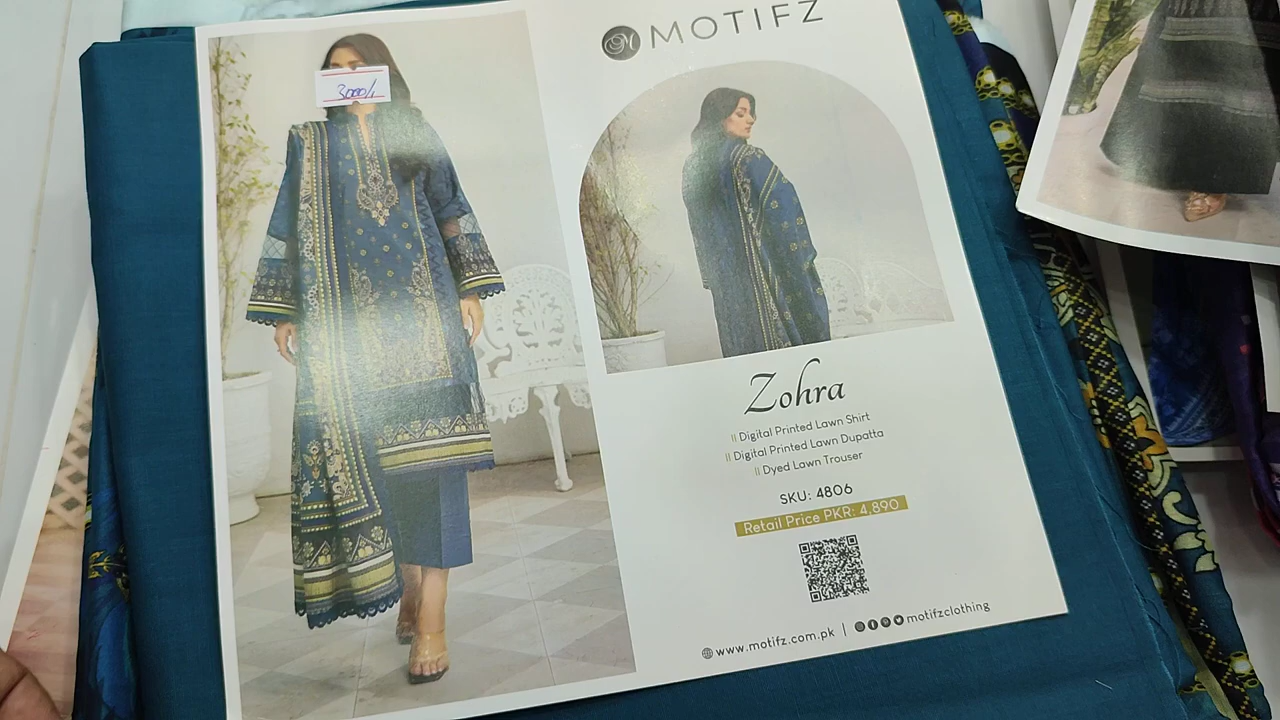 3000/-
MOTIFZ
Zohra
|| Digital Printed Lawn Shirt
|| Digital Printed Lawn Dupatta
|| Dyed Lawn Trouser
SKU: 4806
Retail Price PKR: 4,890
www.motifz.com.pk | motifzclothing